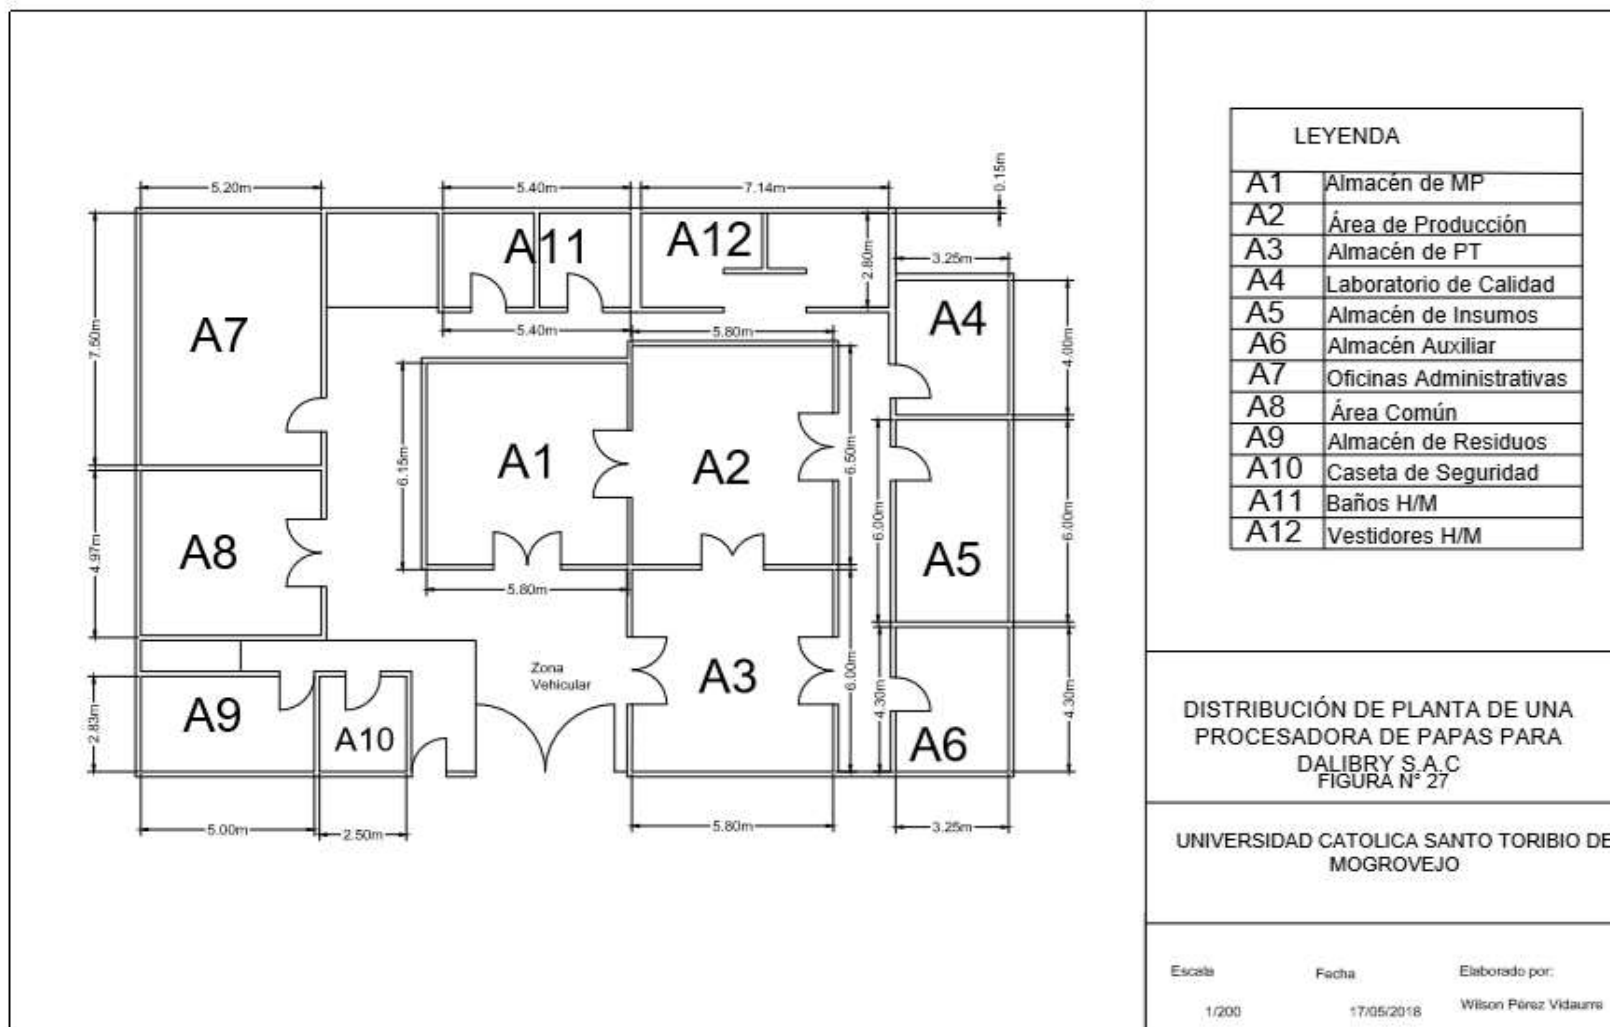 5.20m
5.40m
7.14m
0.15m
A11
A12
2.80m
3.25m
A7
7.50m
A4
4.00m
5.40m
5.80m
6.15m
A1
A2
6.50m
A8
4.97m
6.00m
A5
6.00m
5.80m
Zona
Vehicular
A3
6.00m
4.30m
4.30m
A9
2.83m
A10
A6
5.00m
2.50m
5.80m
3.25m
LEYENDA
A1 Almacén de MP
A2 Área de Producción
A3 Almacén de PT
A4 Laboratorio de Calidad
A5 Almacén de Insumos
A6 Almacén Auxiliar
A7 Oficinas Administrativas
A8 Área Común
A9 Almacén de Residuos
A10 Caseta de Seguridad
A11 Baños H/M
A12 Vestidores H/M
DISTRIBUCIÓN DE PLANTA DE UNA
PROCESADORA DE PAPAS PARA
DALIBRY S.A.C
FIGURA N° 27
UNIVERSIDAD CATOLICA SANTO TORIBIO DE
MOGROVEJO
Escala Fecha Elaborado por:
1/200 17/05/2018 Wilson Pérez Vidaurre